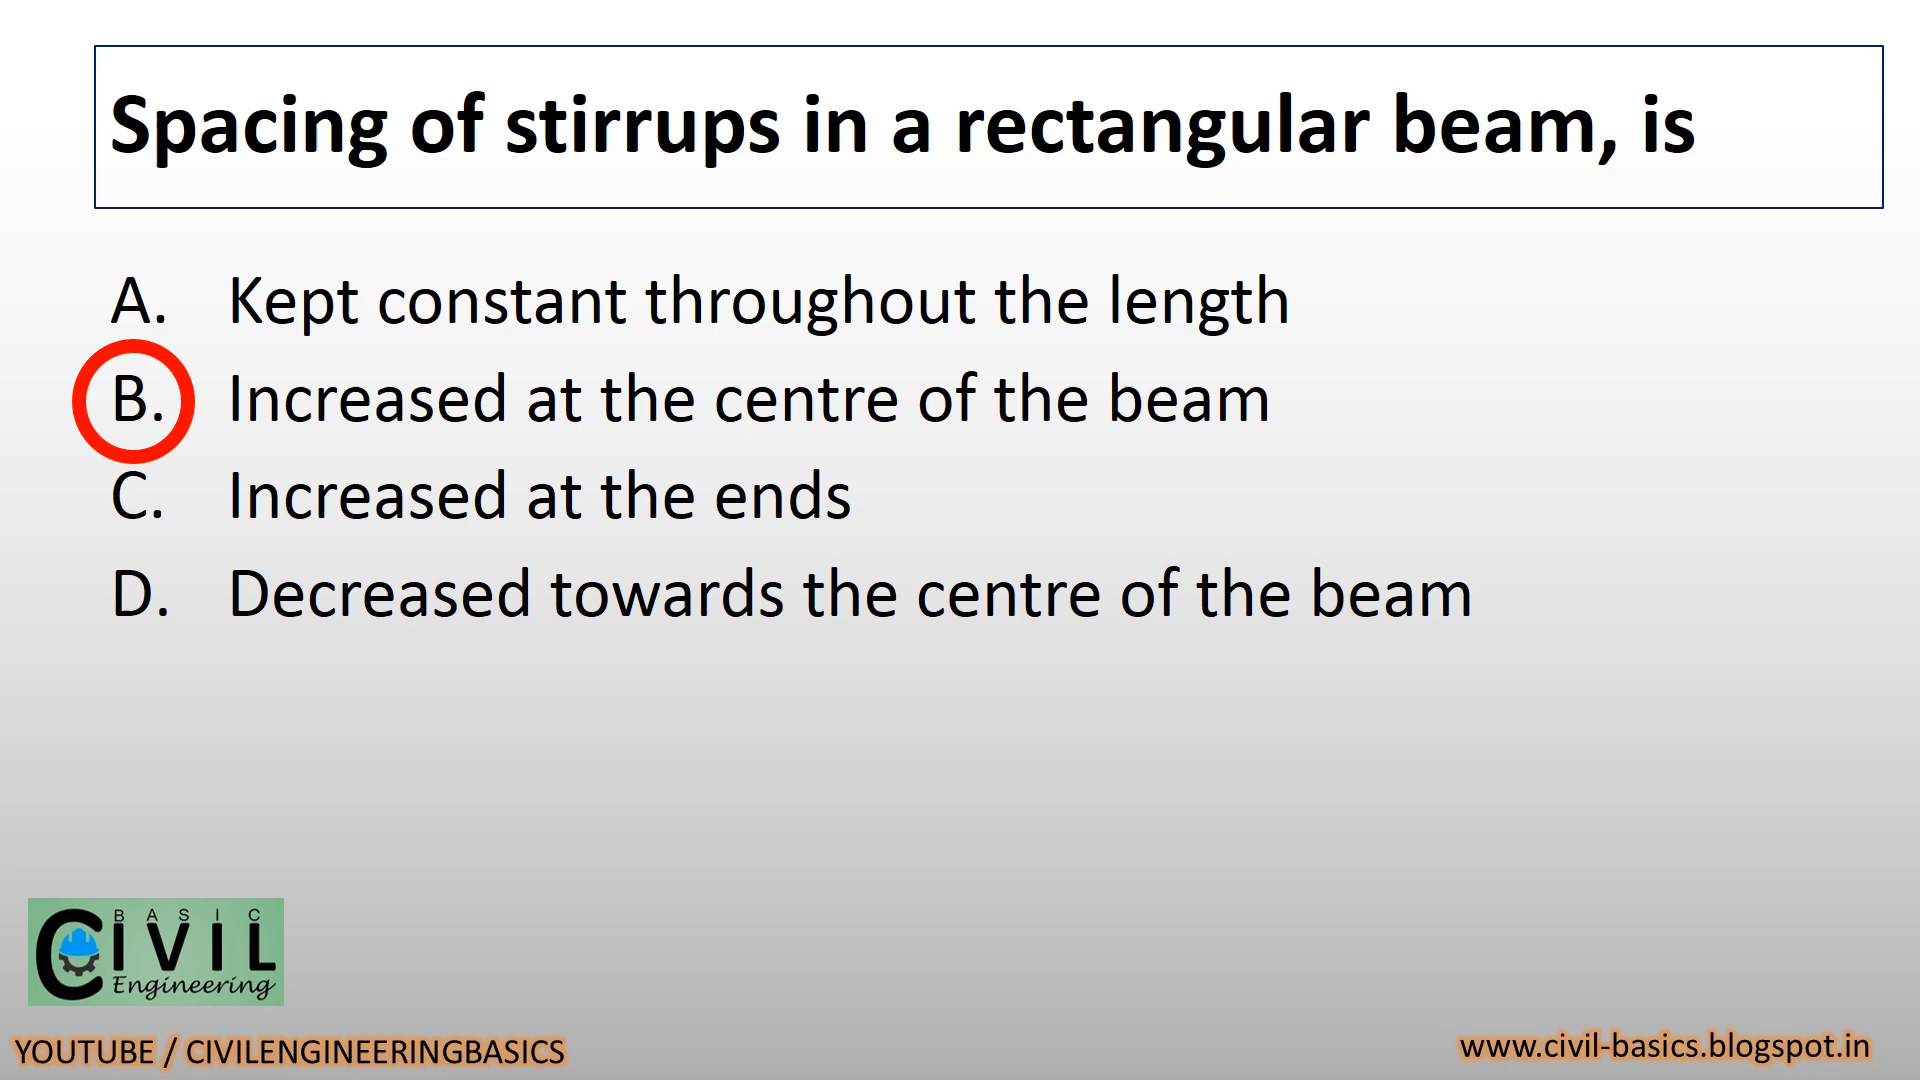 Spacing of stirrups in a rectangular beam, is
A. Kept constant throughout the length
B. Increased at the centre of the beam
C. Increased at the ends
D. Decreased towards the centre of the beam
BASIC
CIVIL
Engineering
YOUTUBE / CIVILENGINEERINGBASICS
www.civil-basics.blogspot.in